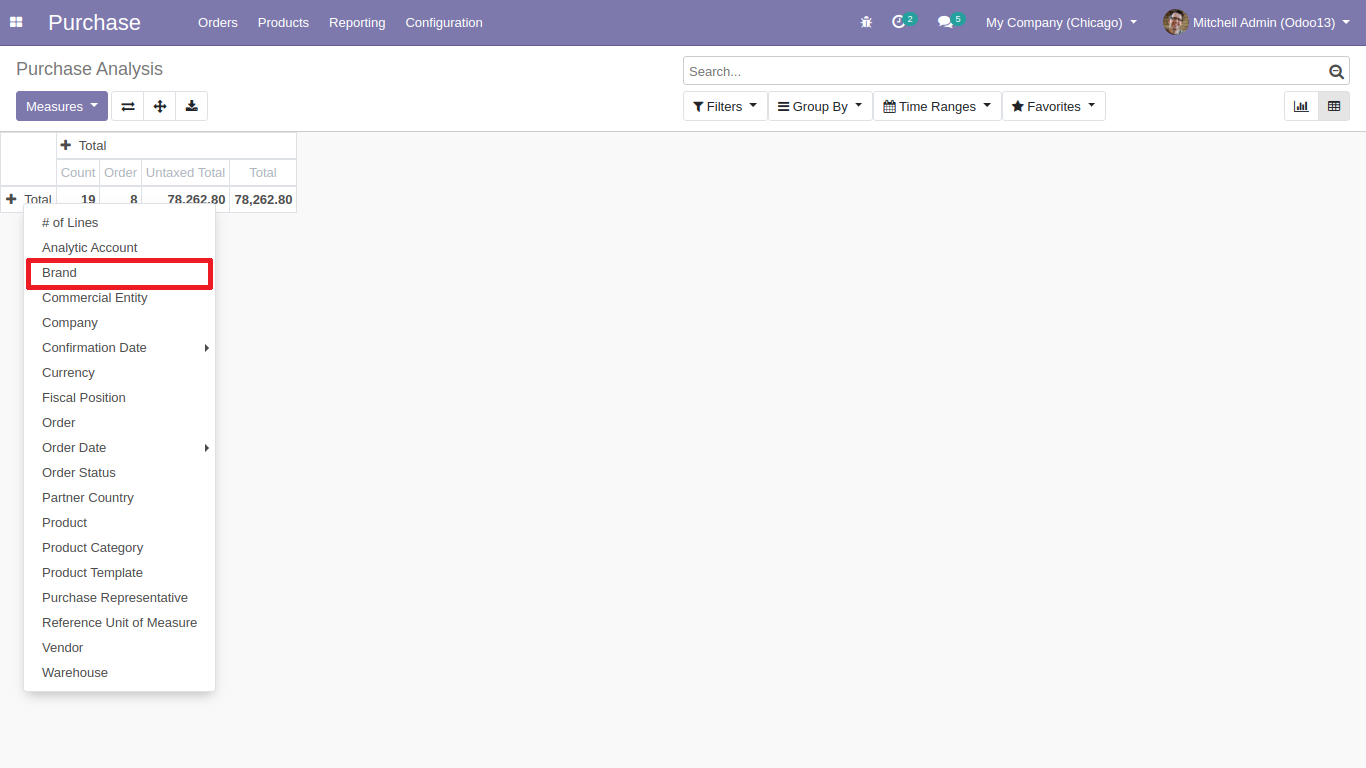 Purchase Orders Products Reporting Configuration 2 5 My Company (Chicago) Mitchell Admin (Odoo13)
Purchase Analysis
Search...
Measures Filters Group By Time Ranges Favorites
Total
Count Order Untaxed Total Total
Total 19 8 78,262.80 78,262.80
# of Lines
Analytic Account
Brand
Commercial Entity
Company
Confirmation Date
Currency
Fiscal Position
Order
Order Date
Order Status
Partner Country
Product
Product Category
Product Template
Purchase Representative
Reference Unit of Measure
Vendor
Warehouse